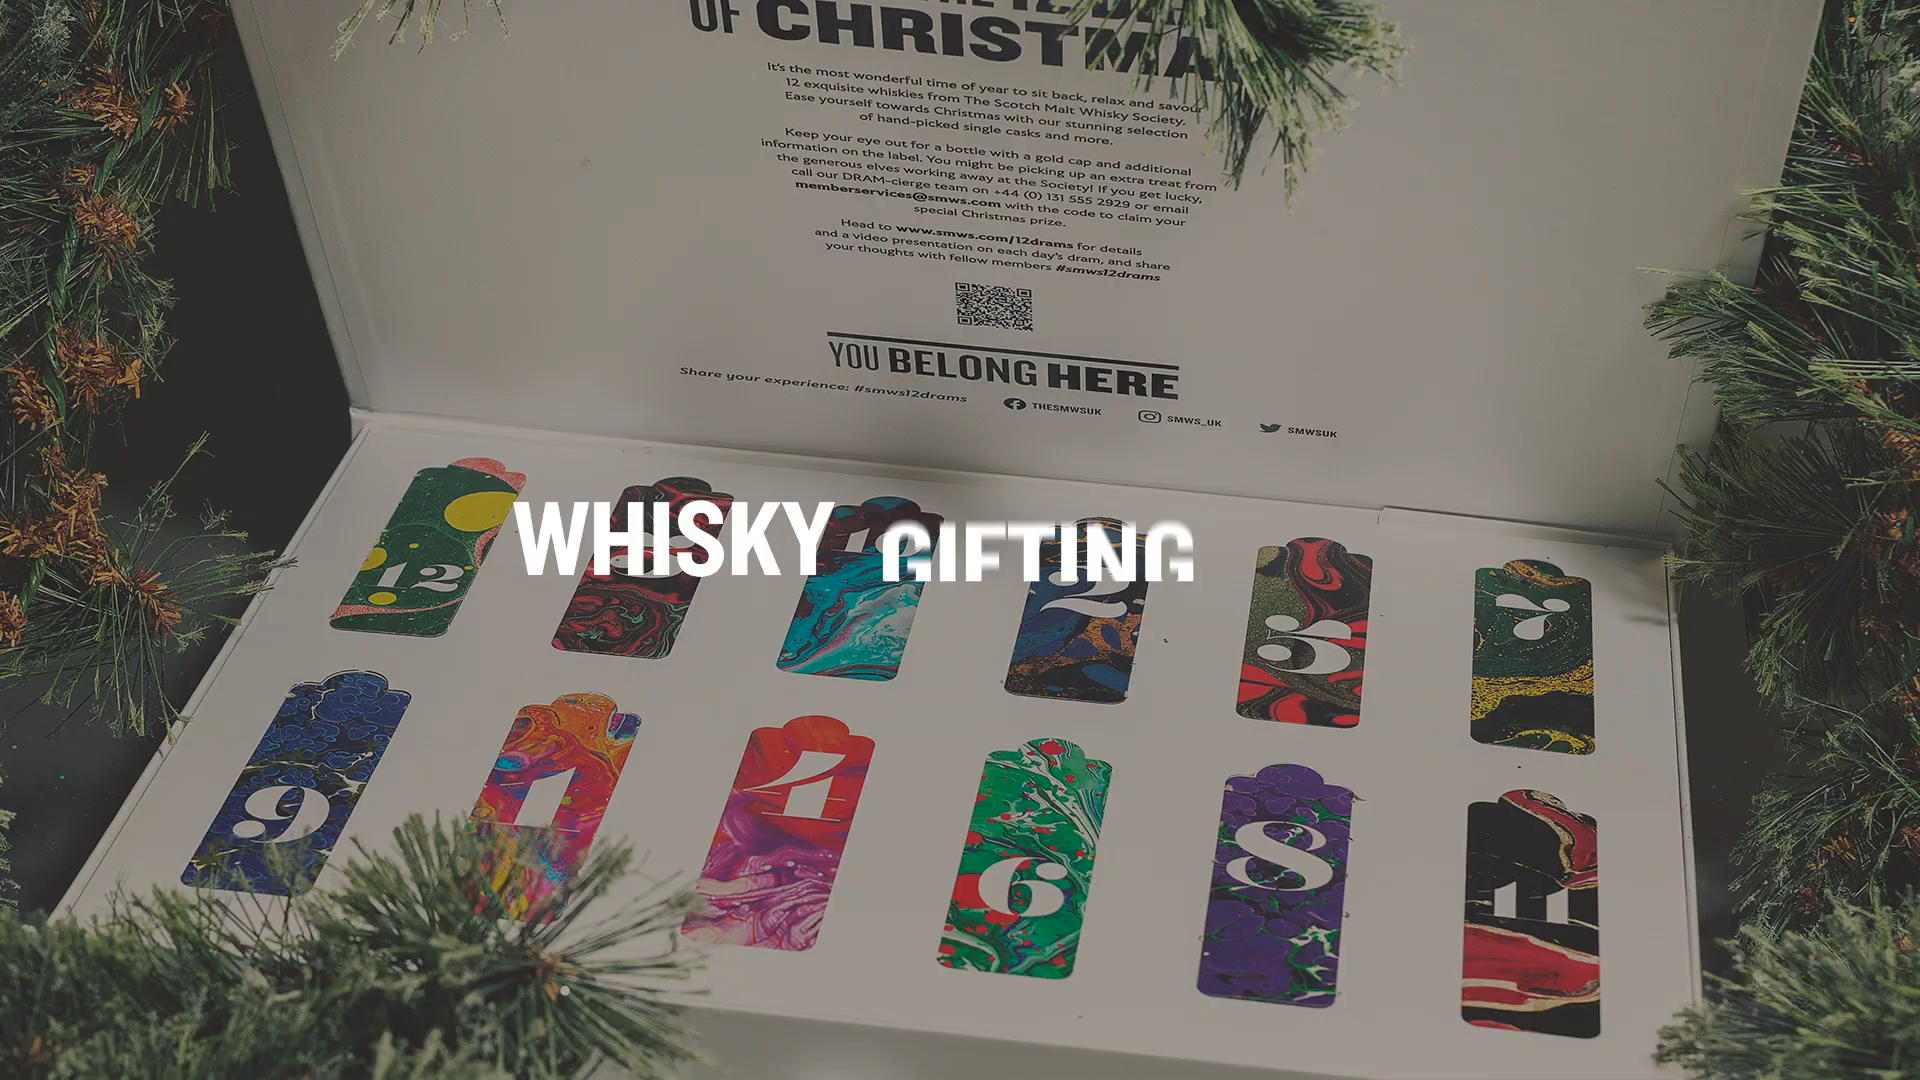 OF CHRISTMA
It's the most wonderful time of year to sit back, relax and savour
12 exquisite whiskies from The Scotch Malt Whisky Society.
Ease yourself towards Christmas with our stunning selection
of hand-picked single casks and more.
Keep your eye out for a bottle with a gold cap and additional
information on the label. You might be picking up an extra treat from
the generous elves working away at the Society! If you get lucky,
call our DRAM-cierge team on +44 (0) 131 555 2929 or email
memberservices@smws.com with the code to claim your
special Christmas prize.
Head to www.smws.com/12drams for details
and a video presentation on each day's dram, and share
your thoughts with fellow members #smws12drams
YOU BELONG HERE
Share your experience: #smws12drams
THESMWSUK
SMWS_UK
SMWSUK
WHISKY GIFTING
12
3
10
2
5
7
9
1
4
6
8
11